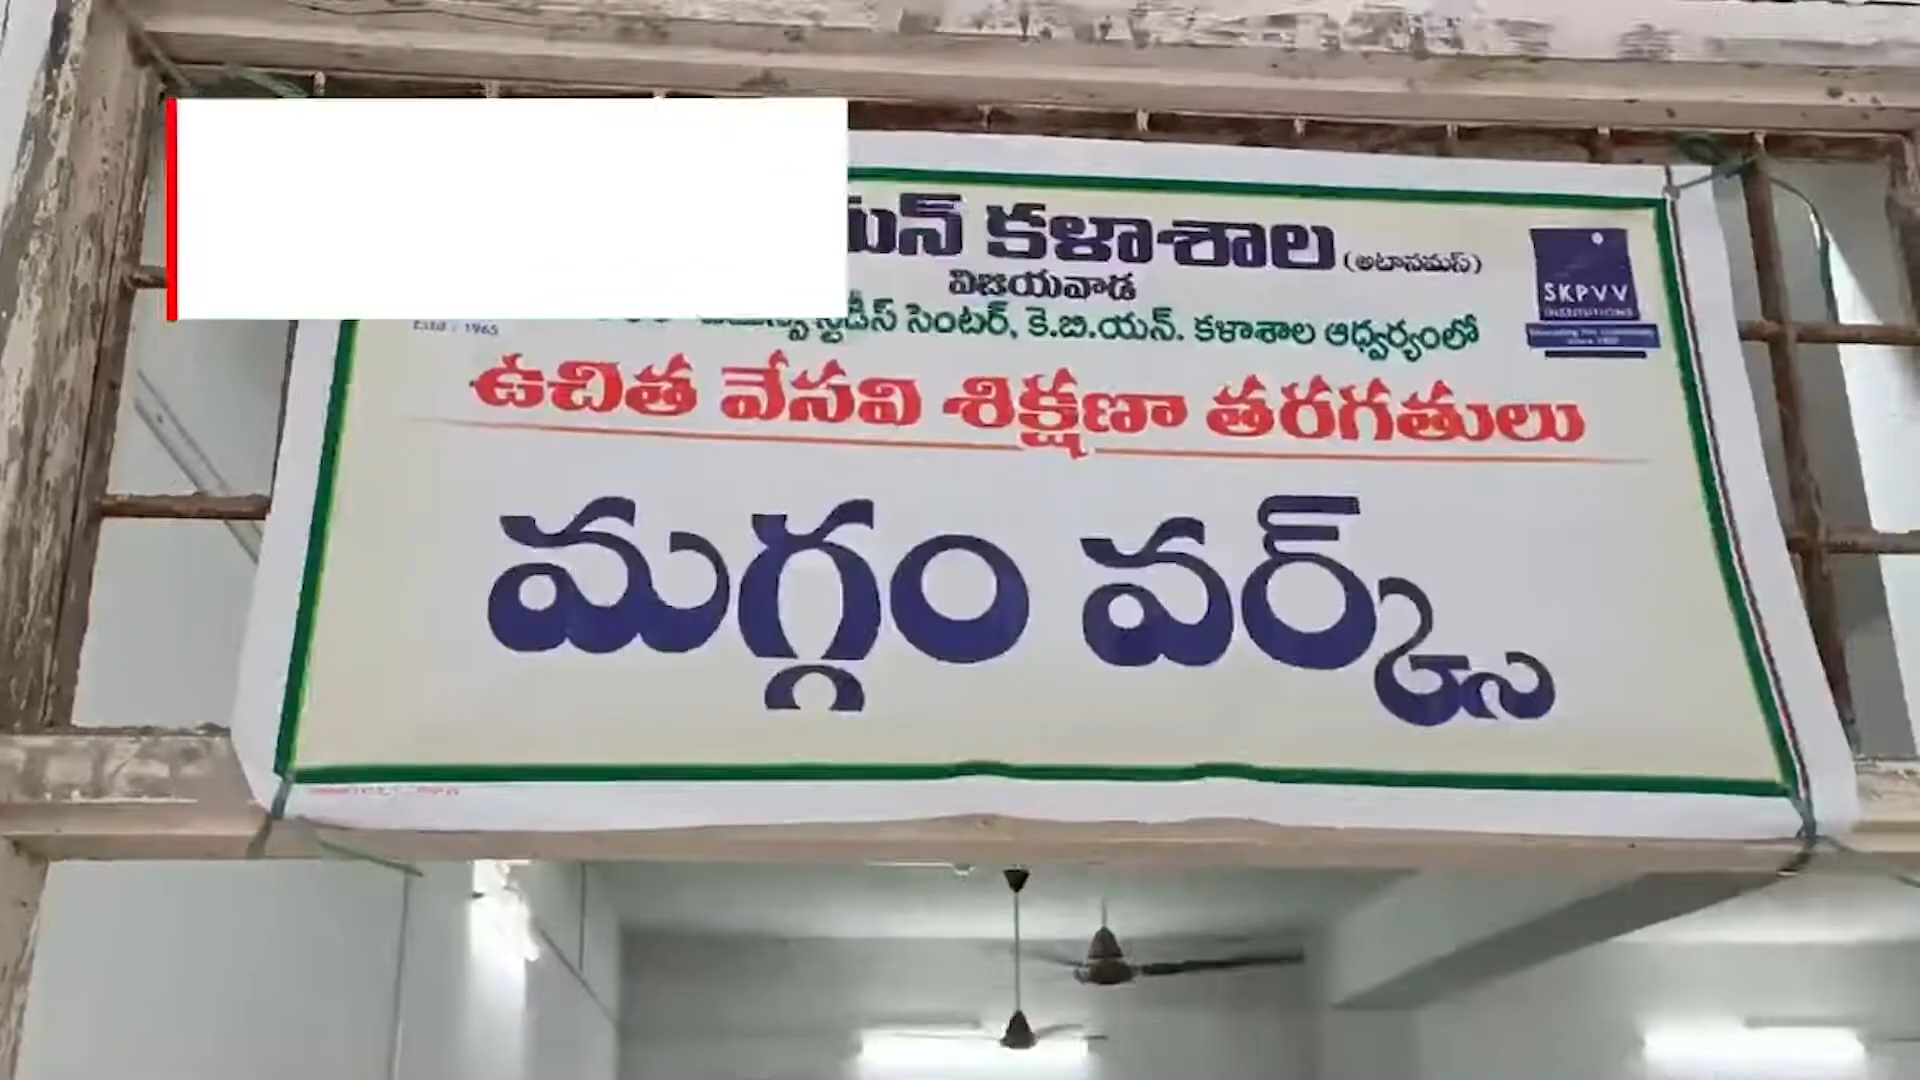 కళాశాల (అటానమస్)
విజయవాడ
స్టడీస్ సెంటర్, కె.బి.యన్. కళాశాల ఆధ్వర్యంలో
Estd : 1965
SKPVV
INSTITUTIONS
ఉచిత వేసవి శిక్షణా తరగతులు
మగ్గం వర్క్స్